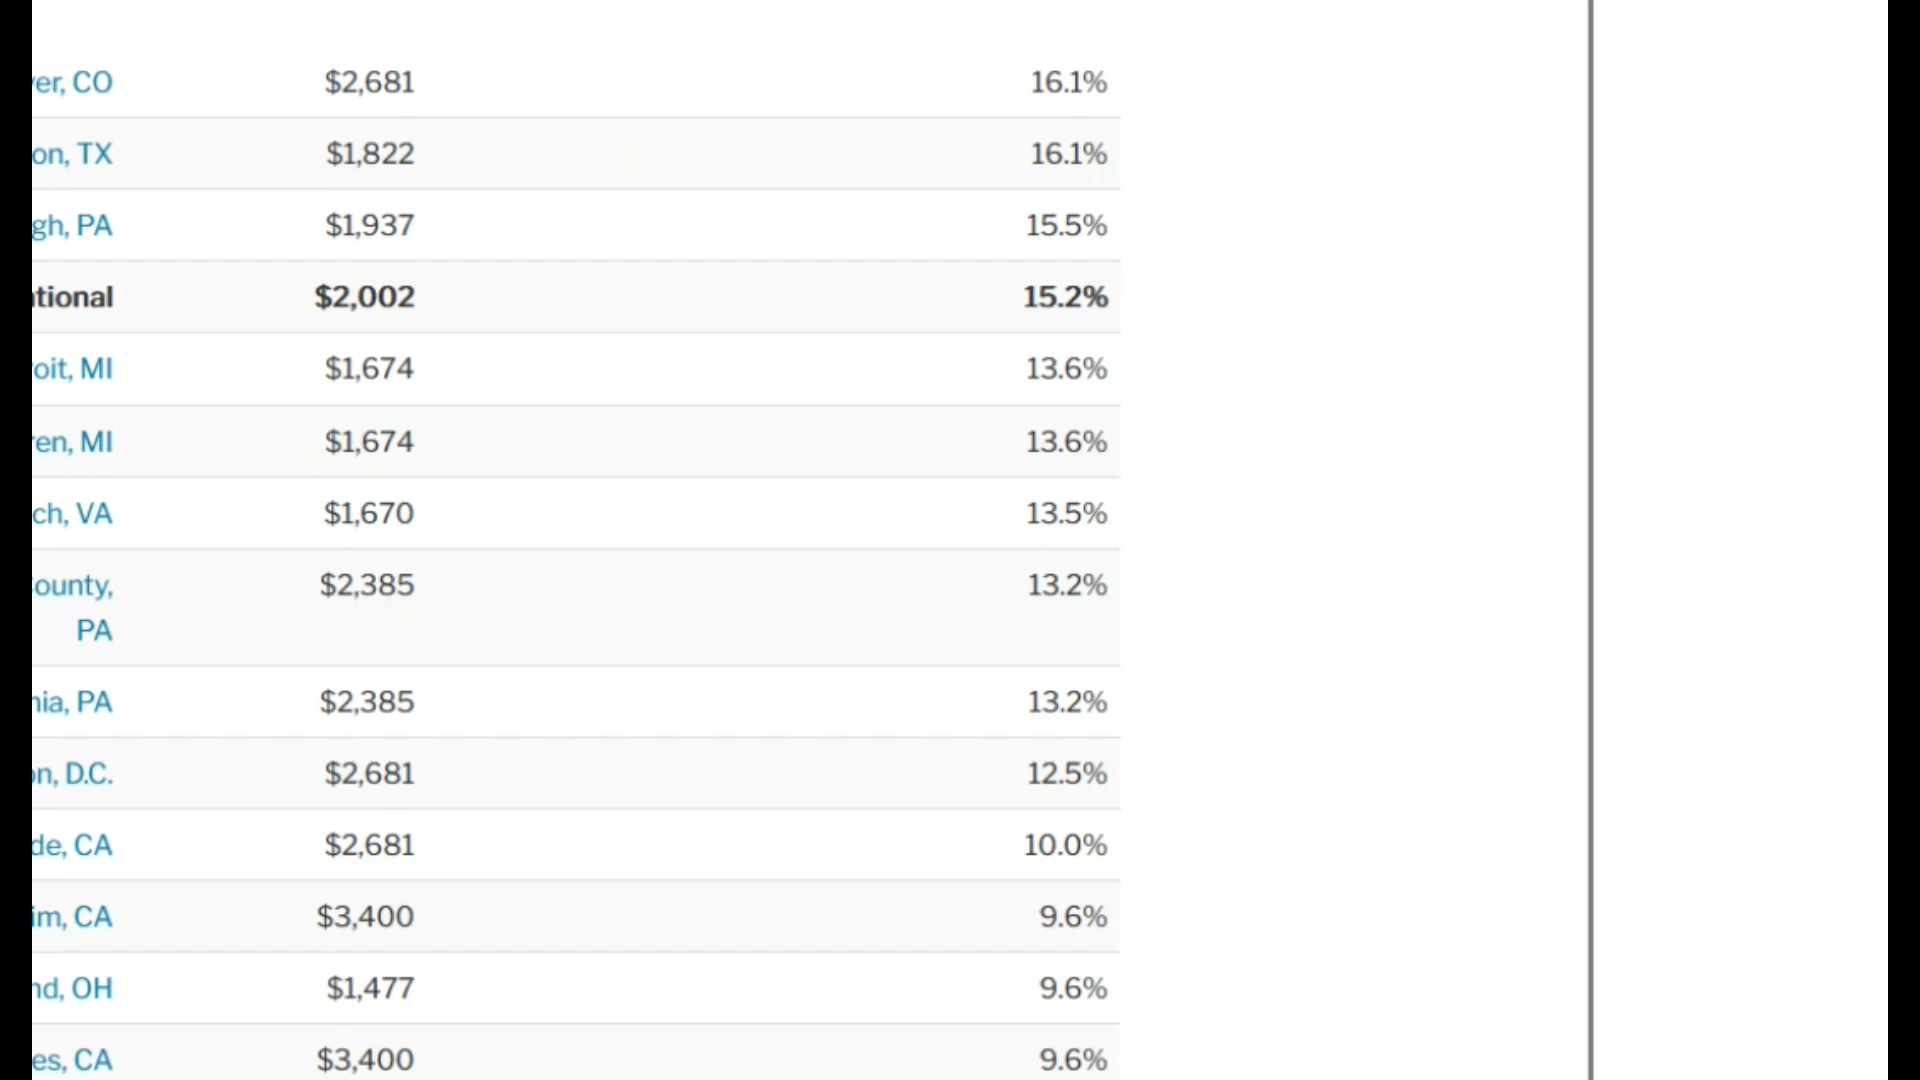 er, CO $2,681 16.1%
on, TX $1,822 16.1%
gh, PA $1,937 15.5%
tional $2,002 15.2%
oit, MI $1,674 13.6%
en, MI $1,674 13.6%
ch, VA $1,670 13.5%
ounty, $2,385 13.2%
PA
nia, PA $2,385 13.2%
on, D.C. $2,681 12.5%
de, CA $2,681 10.0%
im, CA $3,400 9.6%
nd, OH $1,477 9.6%
es, CA $3,400 9.6%